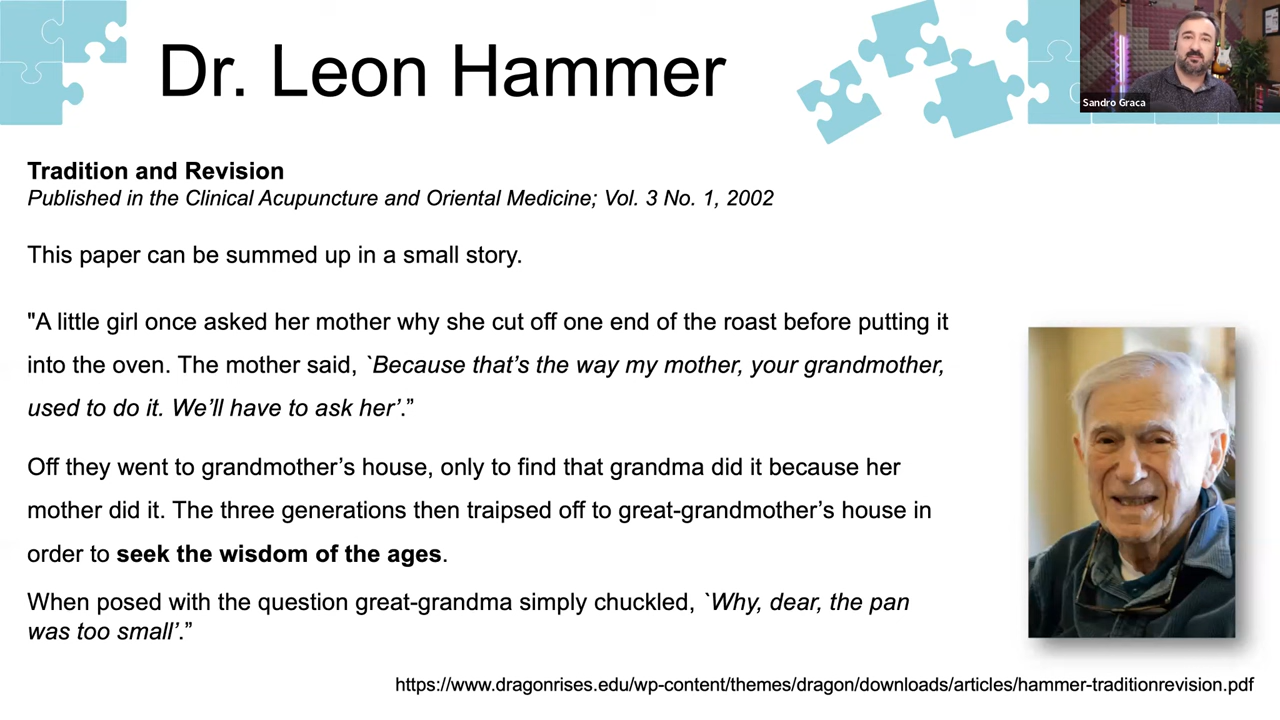 Dr. Leon Hammer
Sandro Graca
Tradition and Revision
Published in the Clinical Acupuncture and Oriental Medicine; Vol. 3 No. 1, 2002
This paper can be summed up in a small story.
"A little girl once asked her mother why she cut off one end of the roast before putting it
into the oven. The mother said, `Because that’s the way my mother, your grandmother,
used to do it. We’ll have to ask her’.”
Off they went to grandmother’s house, only to find that grandma did it because her
mother did it. The three generations then traipsed off to great-grandmother’s house in
order to seek the wisdom of the ages.
When posed with the question great-grandma simply chuckled, `Why, dear, the pan
was too small’.”
https://www.dragonrises.edu/wp-content/themes/dragon/downloads/articles/hammer-traditionrevision.pdf